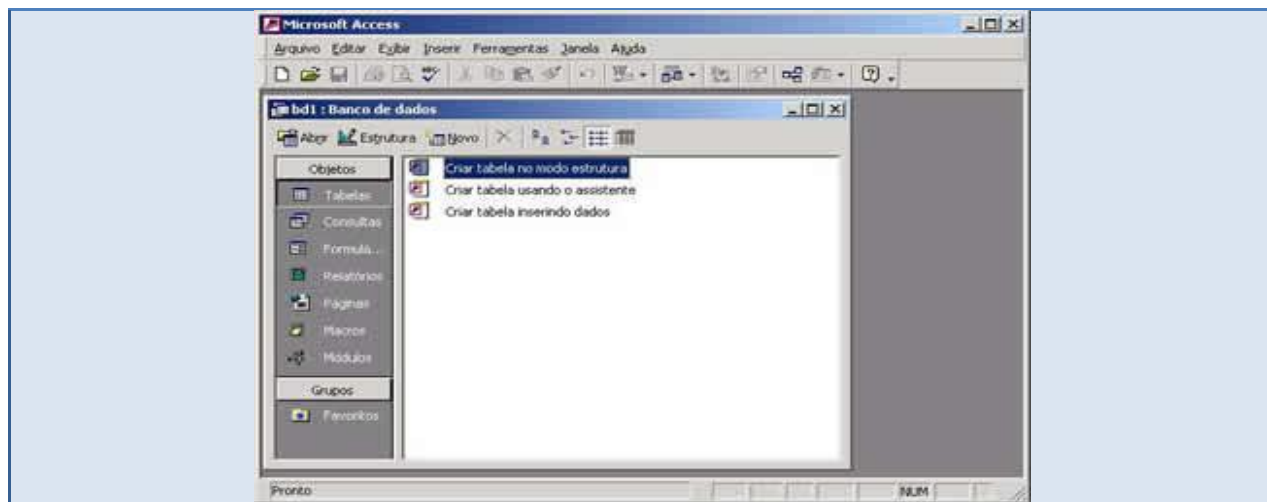 Microsoft Access
Arquivo Editar Exibir Inserir Ferramentas Janela Ajuda
bd1 : Banco de dados
Abrir Estrutura Novo
Objetos
Tabelas
Consultas
Formulá...
Relatórios
Páginas
Macros
Módulos
Grupos
Favoritos
Criar tabela no modo estrutura
Criar tabela usando o assistente
Criar tabela inserindo dados
Pronto
NUM